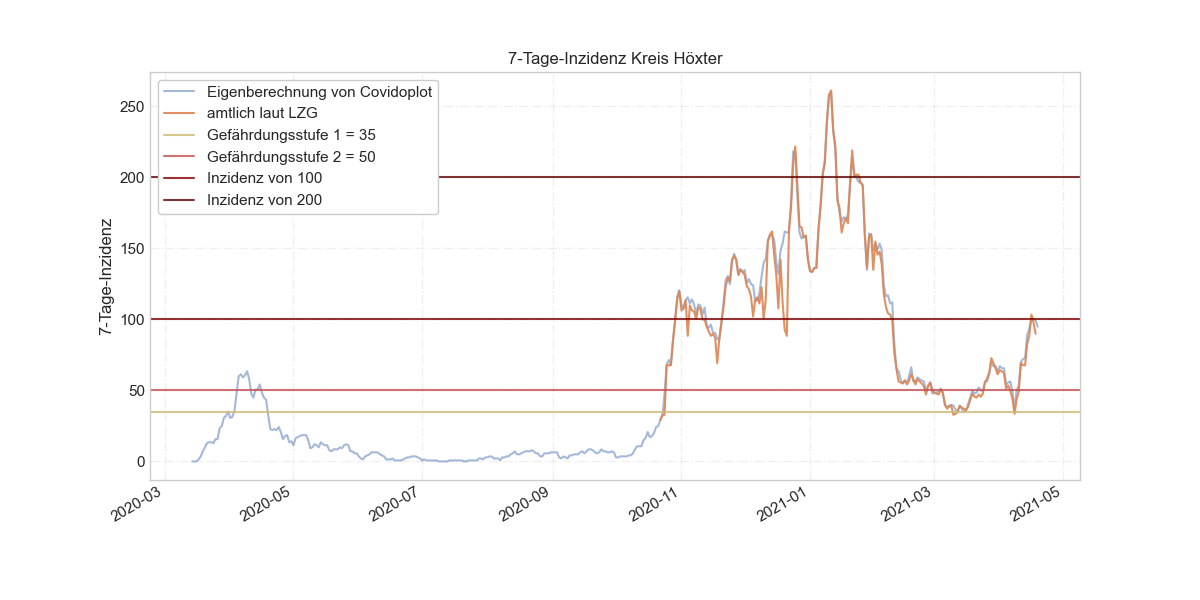 7-Tage-Inzidenz Kreis Höxter
Eigenberechnung von Covidoplot
amtlich laut LZG
Gefährdungsstufe 1 = 35
Gefährdungsstufe 2 = 50
Inzidenz von 100
Inzidenz von 200
7-Tage-Inzidenz
250
200
150
100
50
0
2020-03
2020-05
2020-07
2020-09
2020-11
2021-01
2021-03
2021-05